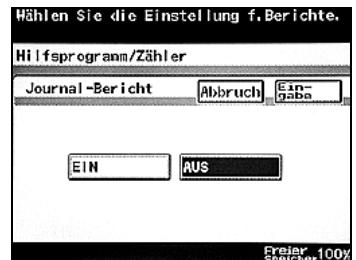 Wählen Sie die Einstellung f.Berichte.
Hilfsprogramm/Zähler
Journal-Bericht
Abbruch
Ein-
gabe
EIN
AUS
Freier
Speicher 100%